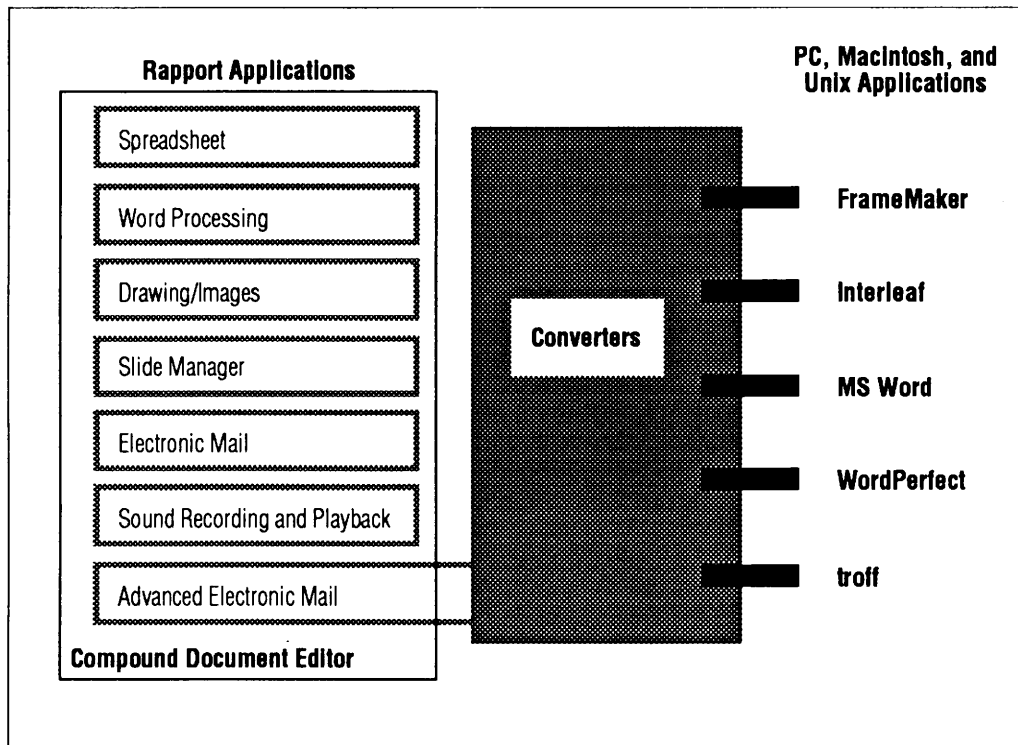 Rapport Applications
Spreadsheet
Word Processing
Drawing/Images
Slide Manager
Electronic Mail
Sound Recording and Playback
Advanced Electronic Mail
Compound Document Editor
Converters
PC, Macintosh, and
Unix Applications
FrameMaker
Interleaf
MS Word
WordPerfect
troff